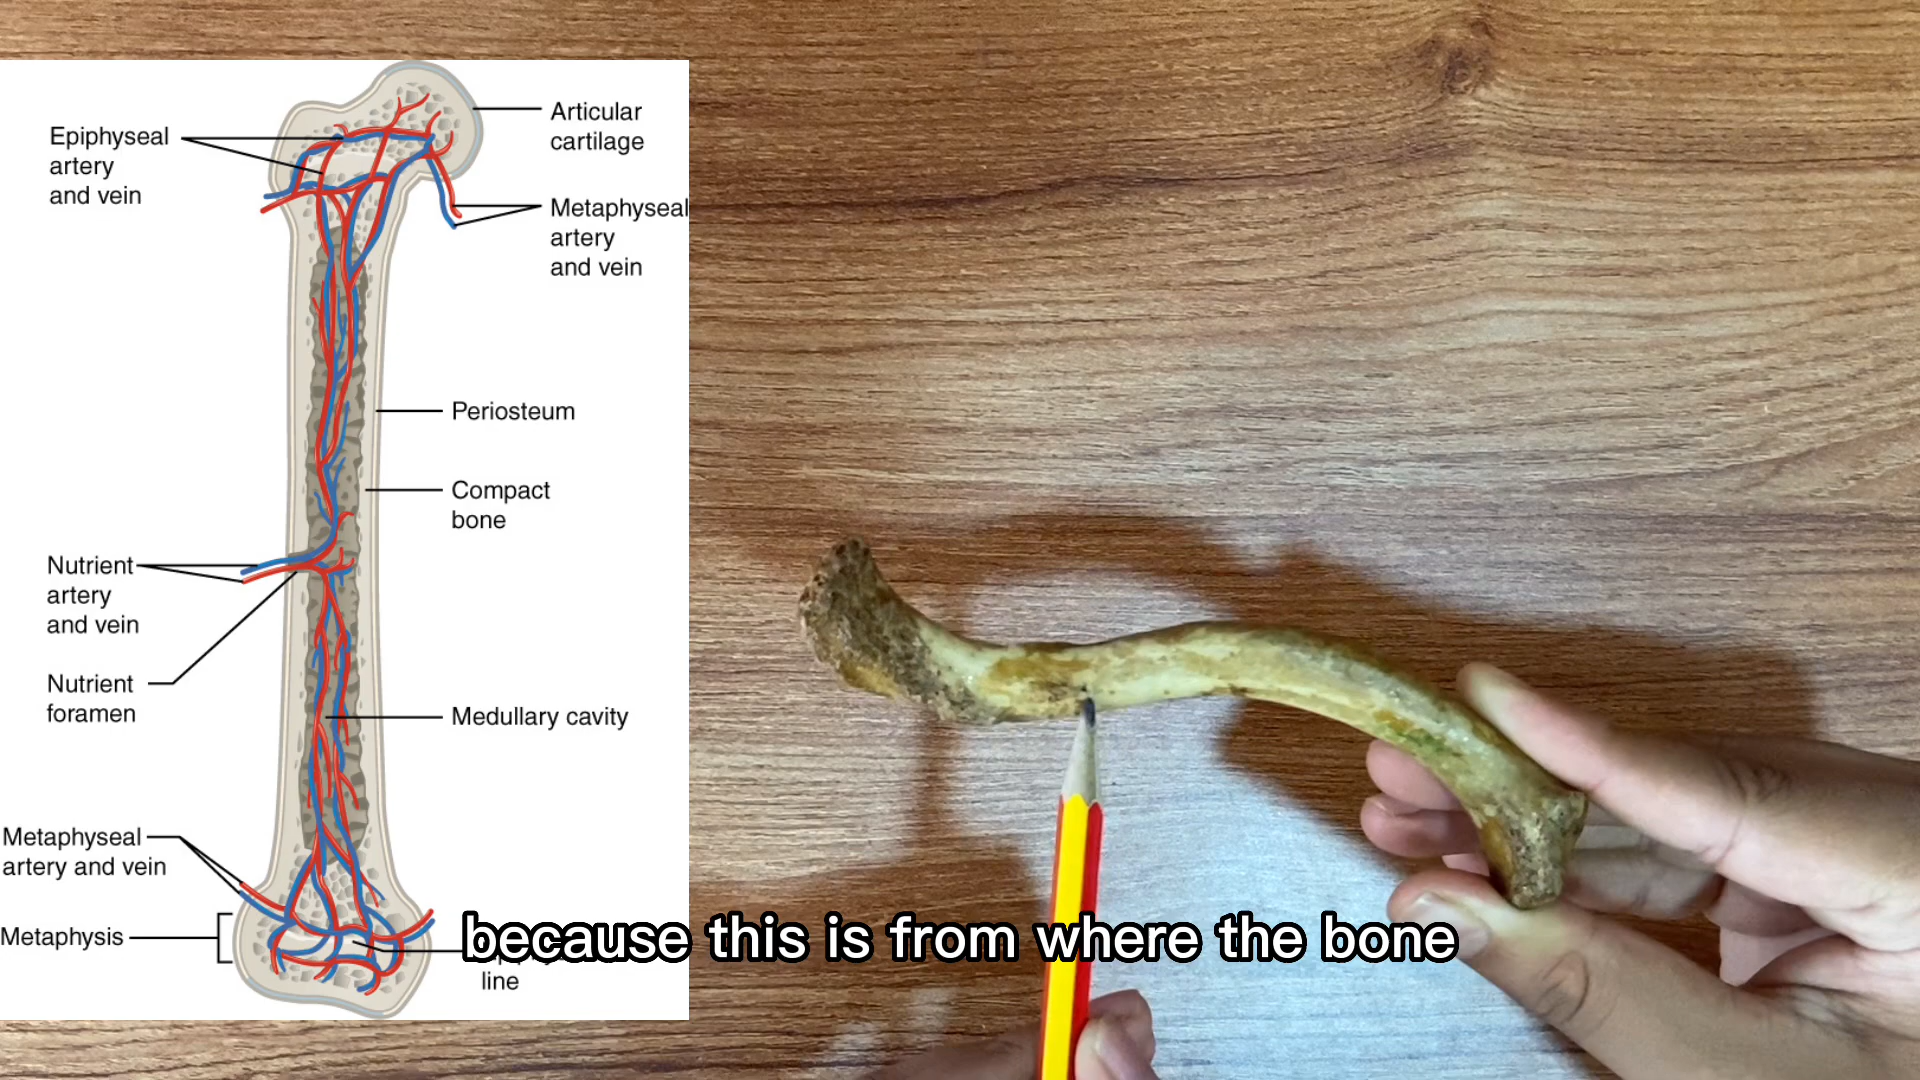 Epiphyseal
artery
and vein
Articular
cartilage
Metaphyseal
artery
and vein
Periosteum
Compact
bone
Nutrient
artery
and vein
Nutrient
foramen
Medullary cavity
Metaphyseal
artery and vein
Metaphysis
line
because this is from where the bone